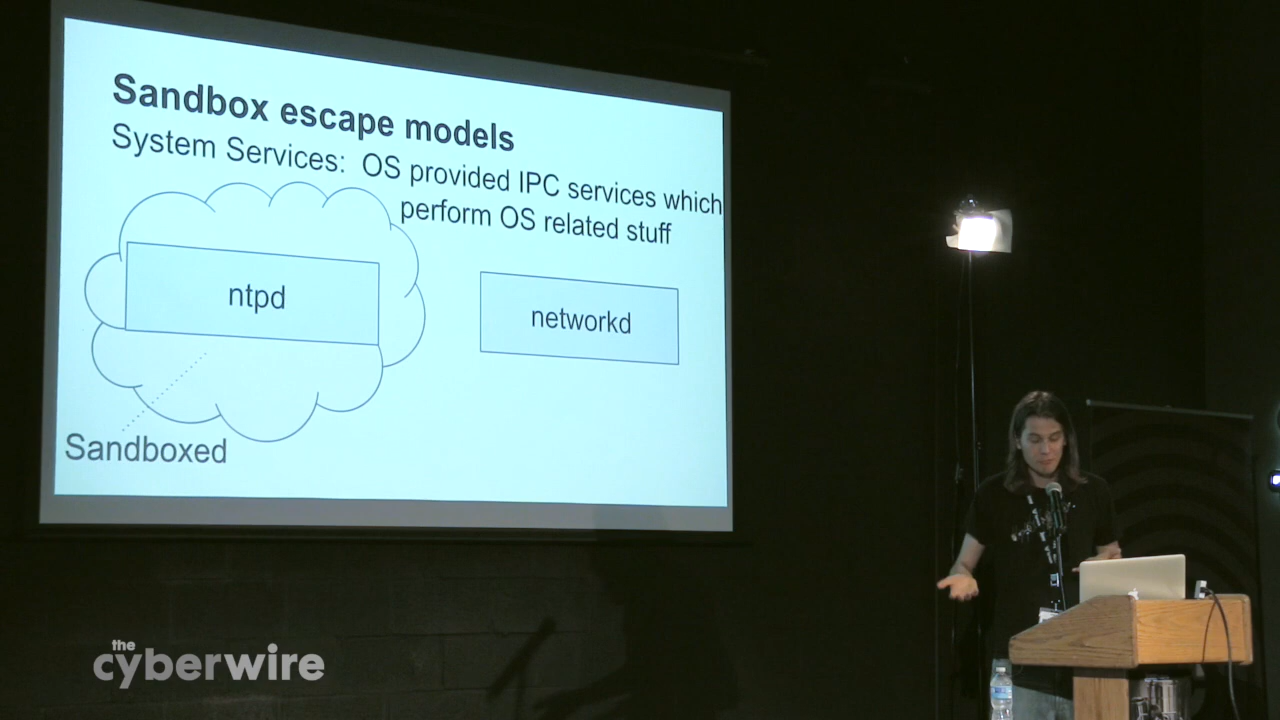 Sandbox escape models
System Services: OS provided IPC services which
perform OS related stuff
ntpd
networkd
Sandboxed
the
cyberwire